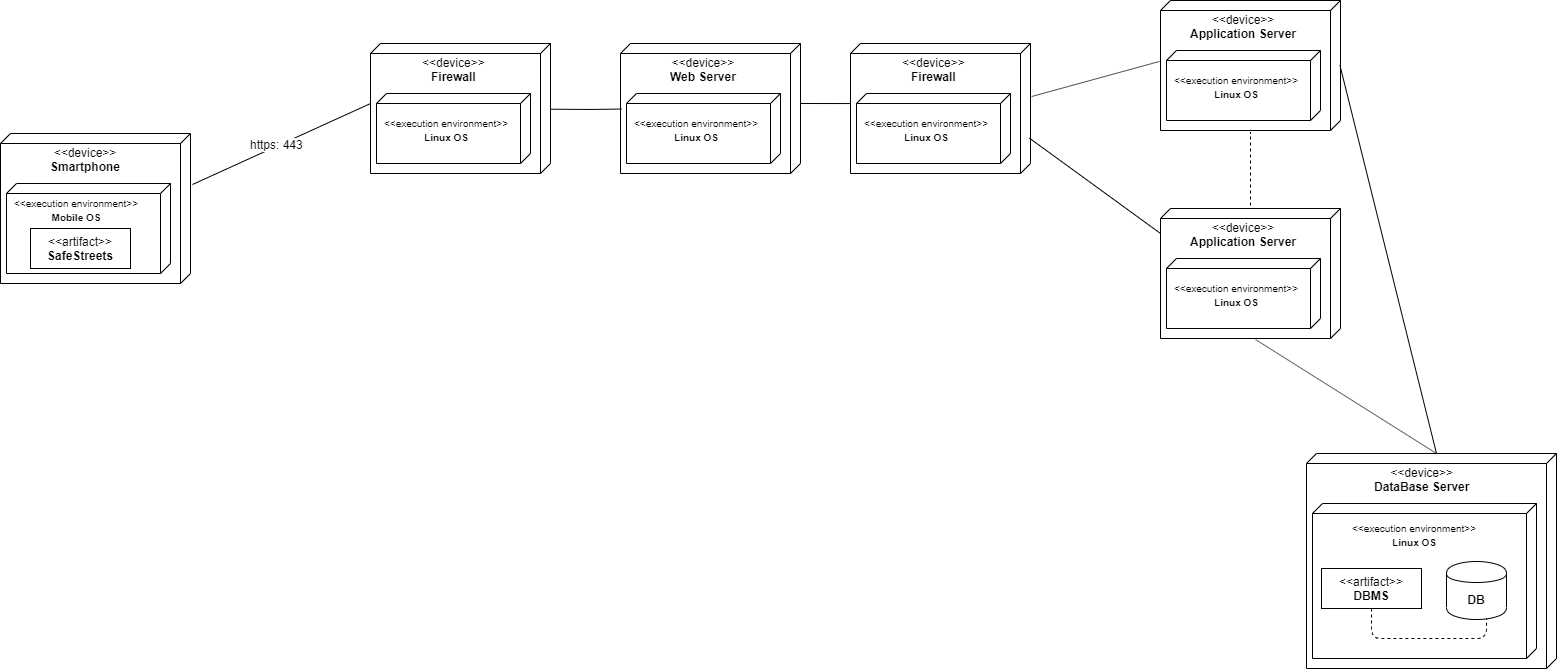 <<device>>
Smartphone
<<execution environment>>
Mobile OS
<<artifact>>
SafeStreets
https: 443
<<device>>
Firewall
<<execution environment>>
Linux OS
<<device>>
Web Server
<<execution environment>>
Linux OS
<<device>>
Firewall
<<execution environment>>
Linux OS
<<device>>
Application Server
<<execution environment>>
Linux OS
<<device>>
Application Server
<<execution environment>>
Linux OS
<<device>>
DataBase Server
<<execution environment>>
Linux OS
<<artifact>>
DBMS
DB